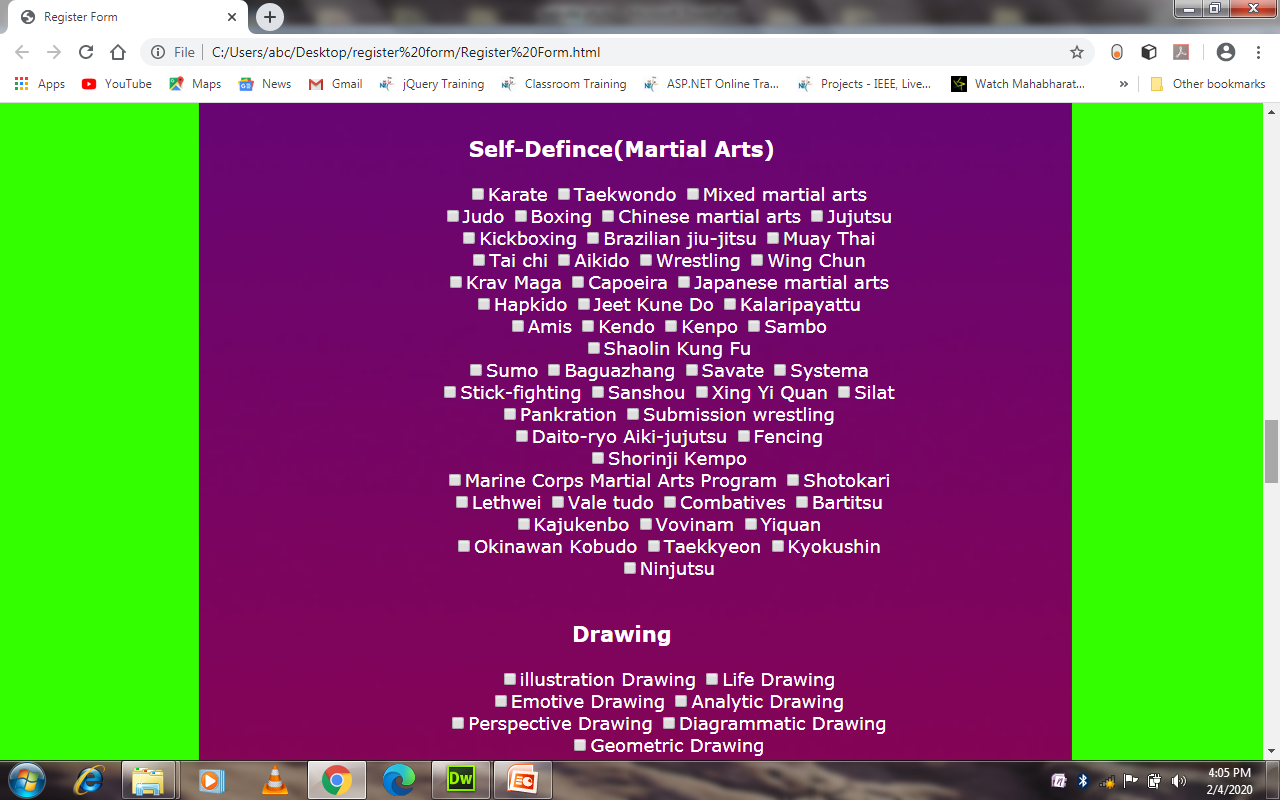 Register Form
File C:/Users/abc/Desktop/register%20form/Register%20Form.html
Apps YouTube Maps News Gmail jQuery Training Classroom Training ASP.NET Online Tra... Projects - IEEE, Live... Watch Mahabharat... » Other bookmarks
Self-Defince(Martial Arts)
Karate Taekwondo Mixed martial arts
Judo Boxing Chinese martial arts Jujutsu
Kickboxing Brazilian jiu-jitsu Muay Thai
Tai chi Aikido Wrestling Wing Chun
Krav Maga Capoeira Japanese martial arts
Hapkido Jeet Kune Do Kalaripayattu
Amis Kendo Kenpo Sambo
Shaolin Kung Fu
Sumo Baguazhang Savate Systema
Stick-fighting Sanshou Xing Yi Quan Silat
Pankration Submission wrestling
Daito-ryo Aiki-jujutsu Fencing
Shorinji Kempo
Marine Corps Martial Arts Program Shotokari
Lethwei Vale tudo Combatives Bartitsu
Kajukenbo Vovinam Yiquan
Okinawan Kobudo Taekkyeon Kyokushin
Ninjutsu
Drawing
illustration Drawing Life Drawing
Emotive Drawing Analytic Drawing
Perspective Drawing Diagrammatic Drawing
Geometric Drawing
Dw
4:05 PM
2/4/2020